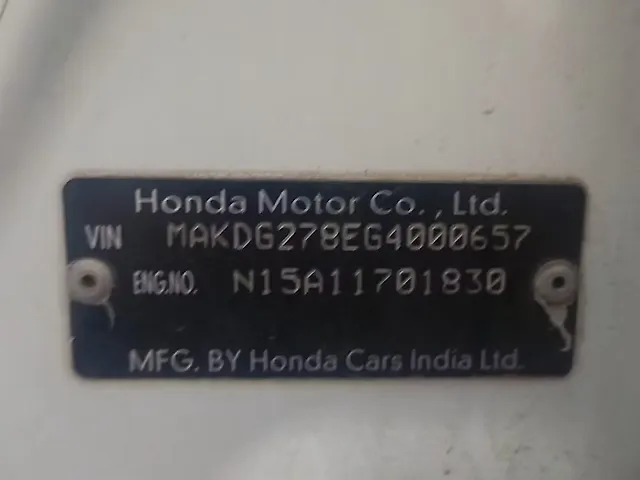 Honda Motor Co., Ltd.
VIN MAKDG278EG4000657
ENG.NO. N15A11701830
MFG. BY Honda Cars India Ltd.